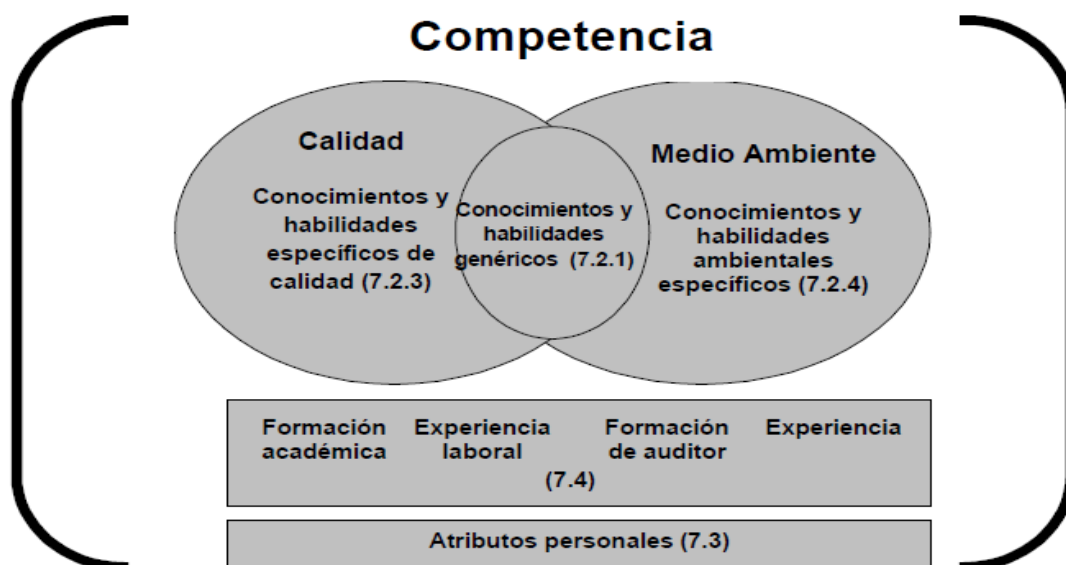 Competencia
Calidad
Conocimientos y
habilidades
específicos de
calidad (7.2.3)
Conocimientos y
habilidades
genéricos (7.2.1)
Medio Ambiente
Conocimientos y
habilidades
ambientales
específicos (7.2.4)
Formación
académica
Experiencia
laboral
Formación
de auditor
Experiencia
(7.4)
Atributos personales (7.3)